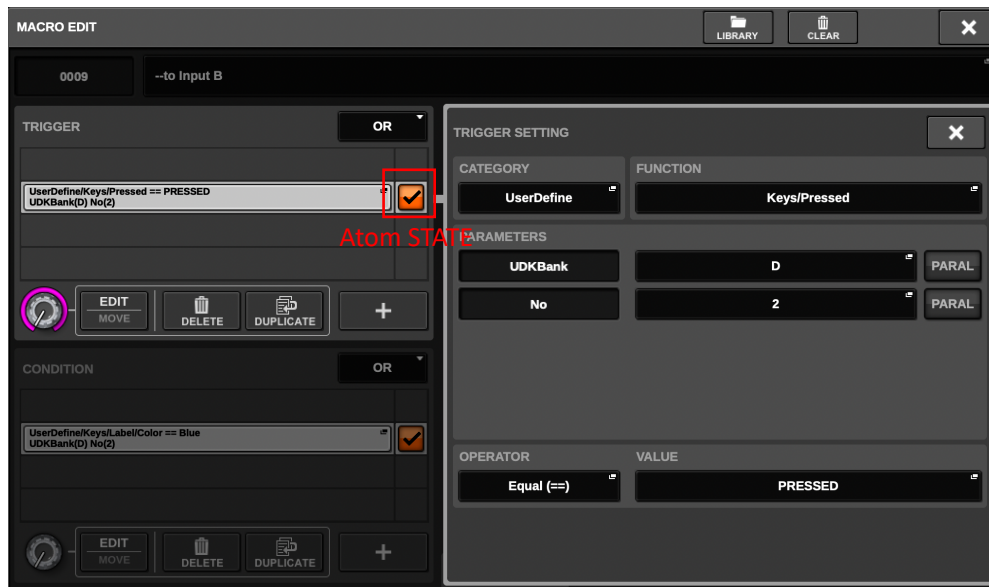 MACRO EDIT
LIBRARY
CLEAR
0009
--to Input B
TRIGGER
OR
UserDefine/Keys/Pressed == PRESSED
UDKBank(D) No(2)
Atom STATE
EDIT
MOVE
DELETE
DUPLICATE
CONDITION
OR
UserDefine/Keys/Label/Color == Blue
UDKBank(D) No(2)
EDIT
MOVE
DELETE
DUPLICATE
TRIGGER SETTING
CATEGORY
FUNCTION
UserDefine
Keys/Pressed
PARAMETERS
UDKBank
D
PARAL
No
2
PARAL
OPERATOR
VALUE
Equal (==)
PRESSED